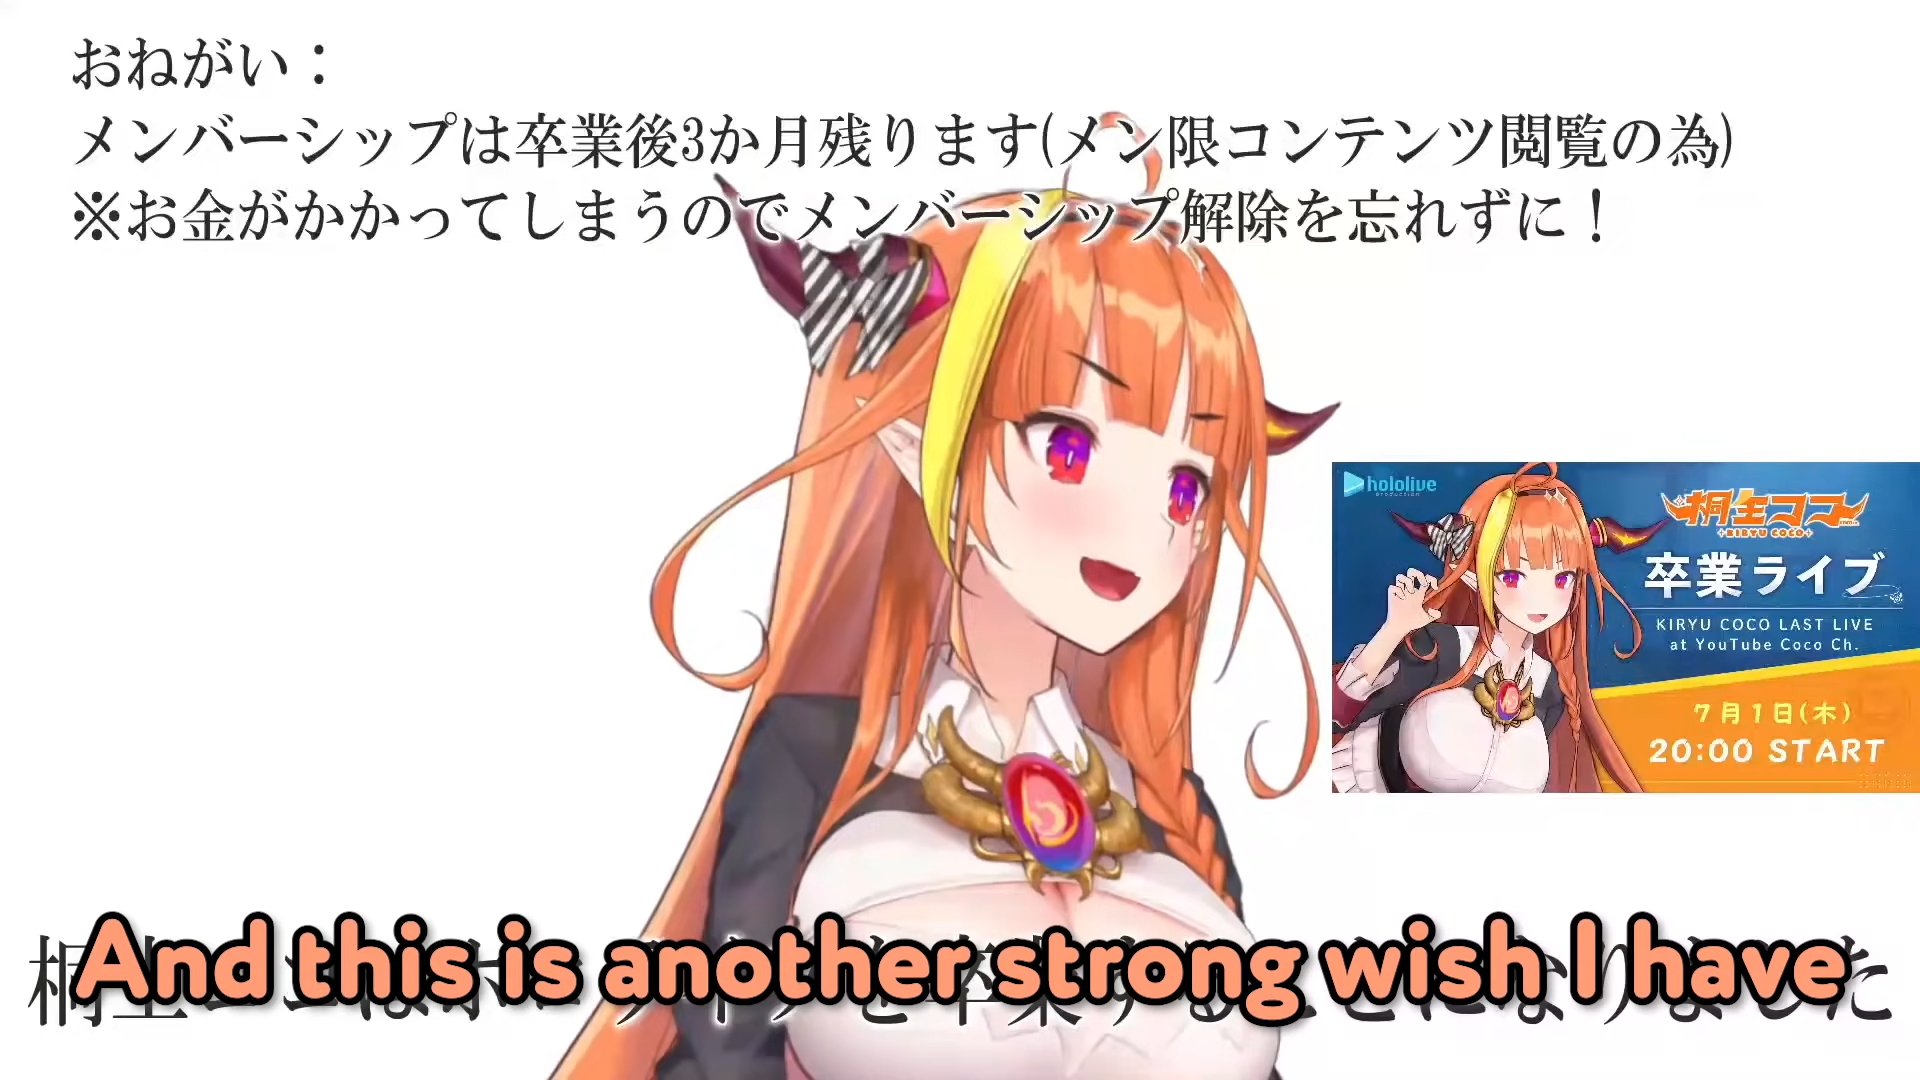 おねがい：
メンバーシップは卒業後3か月残ります(メン限コンテンツ閲覧の為)
※お金がかかってしまうのでメンバーシップ解除を忘れずに！
hololive
production
桐生ココ
KIRYU COCO
卒業ライブ
KIRYU COCO LAST LIVE
at YouTube Coco Ch.
7月1日(木)
20:00 START
And this is another strong wish I have